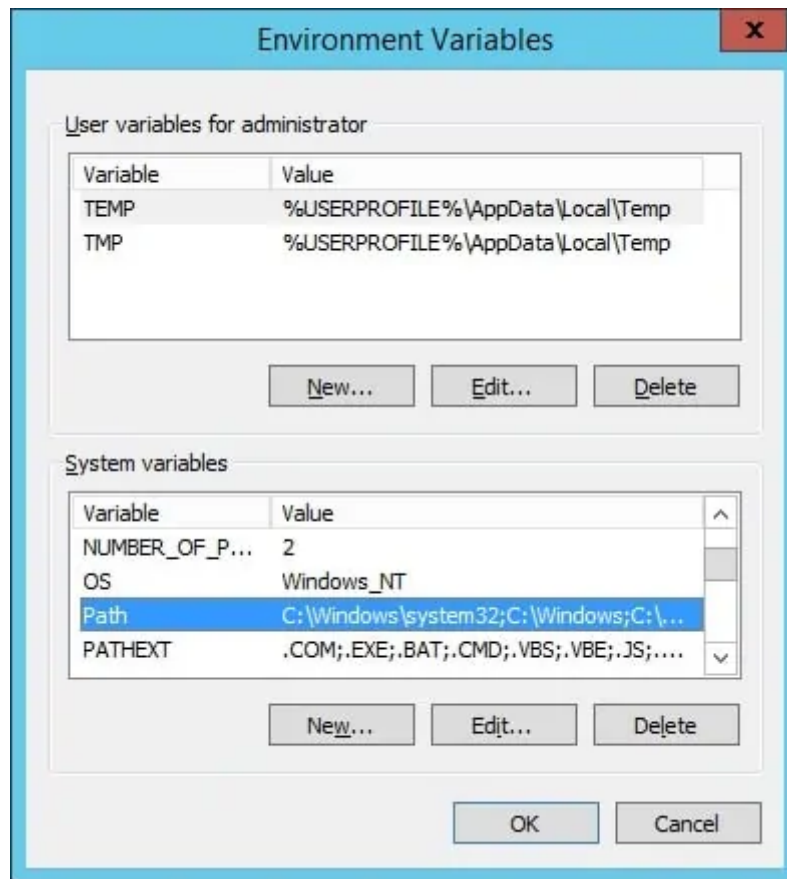 Environment Variables
x
User variables for administrator
Variable Value
TEMP %USERPROFILE%\AppData\Local\Temp
TMP %USERPROFILE%\AppData\Local\Temp
New... Edit... Delete
System variables
Variable Value
NUMBER_OF_P... 2
OS Windows_NT
Path C:\Windows\system32;C:\Windows;C:\...
PATHEXT .COM;.EXE;.BAT;.CMD;.VBS;.VBE;.JS;....
New... Edit... Delete
OK Cancel